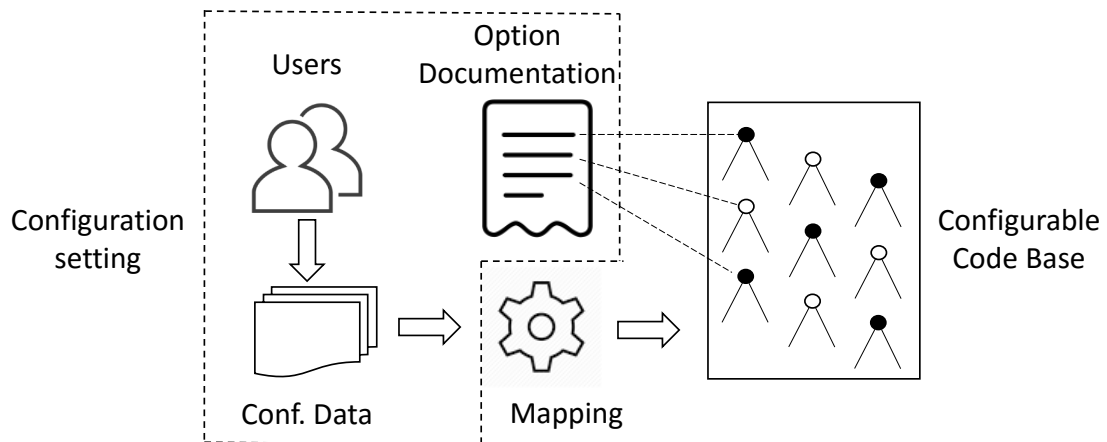 Option
Documentation
Users
Configuration
setting
Configurable
Code Base
Conf. Data
Mapping